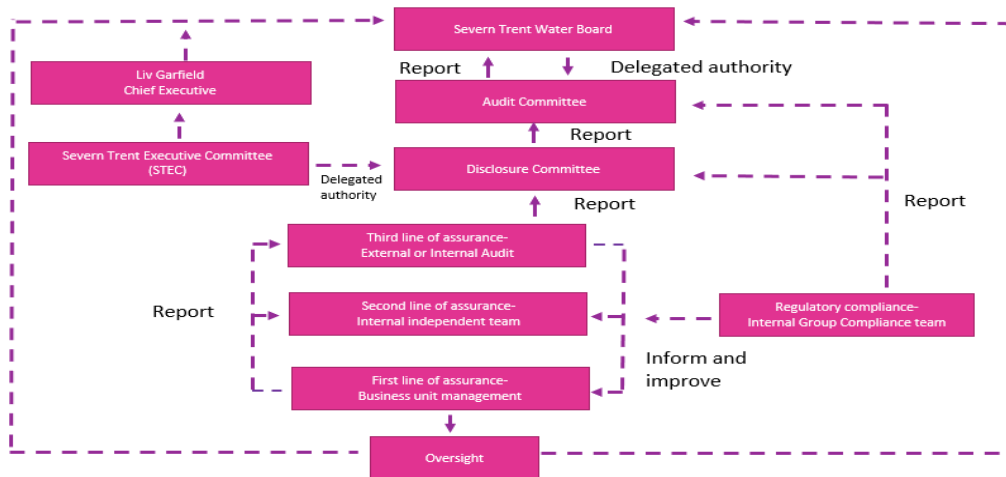 Severn Trent Water Board
Report
Delegated authority
Liv Garfield
Chief Executive
Audit Committee
Report
Severn Trent Executive Committee
(STEC)
Delegated
authority
Disclosure Committee
Report
Report
Third line of assurance-
External or Internal Audit
Report
Second line of assurance-
Internal independent team
Regulatory compliance-
Internal Group Compliance team
Inform and
improve
First line of assurance-
Business unit management
Oversight